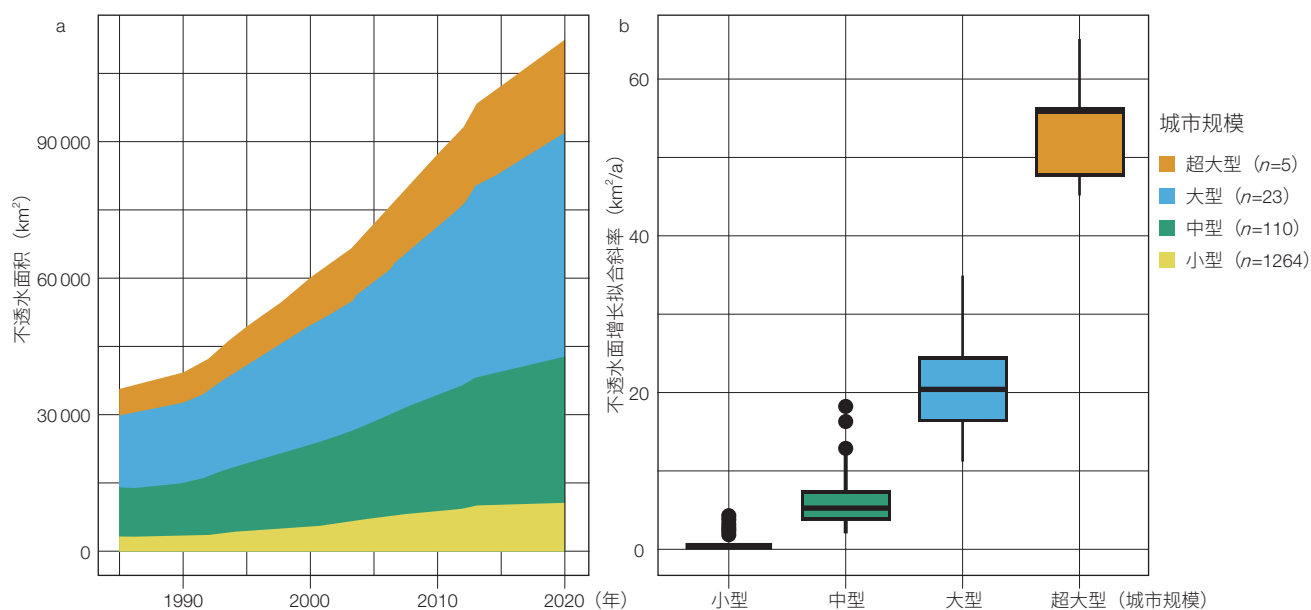 a
不透水面积（km²）
90 000
60 000
30 000
0
1990
2000
2010
2020（年）
b
不透水面增长拟合斜率（km²/a）
60
40
20
0
小型
中型
大型
超大型（城市规模）
城市规模
超大型（n=5）
大型（n=23）
中型（n=110）
小型（n=1264）